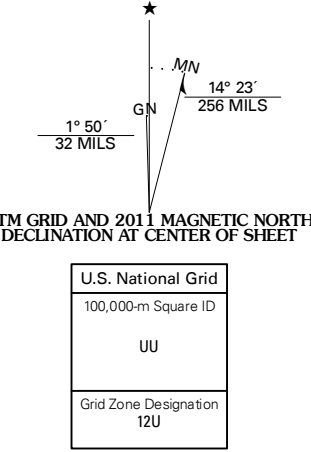 MN
14° 23´
256 MILS
GN
1° 50´
32 MILS
TM GRID AND 2011 MAGNETIC NORTH
DECLINATION AT CENTER OF SHEET
U.S. National Grid
100,000-m Square ID
UU
Grid Zone Designation
12U